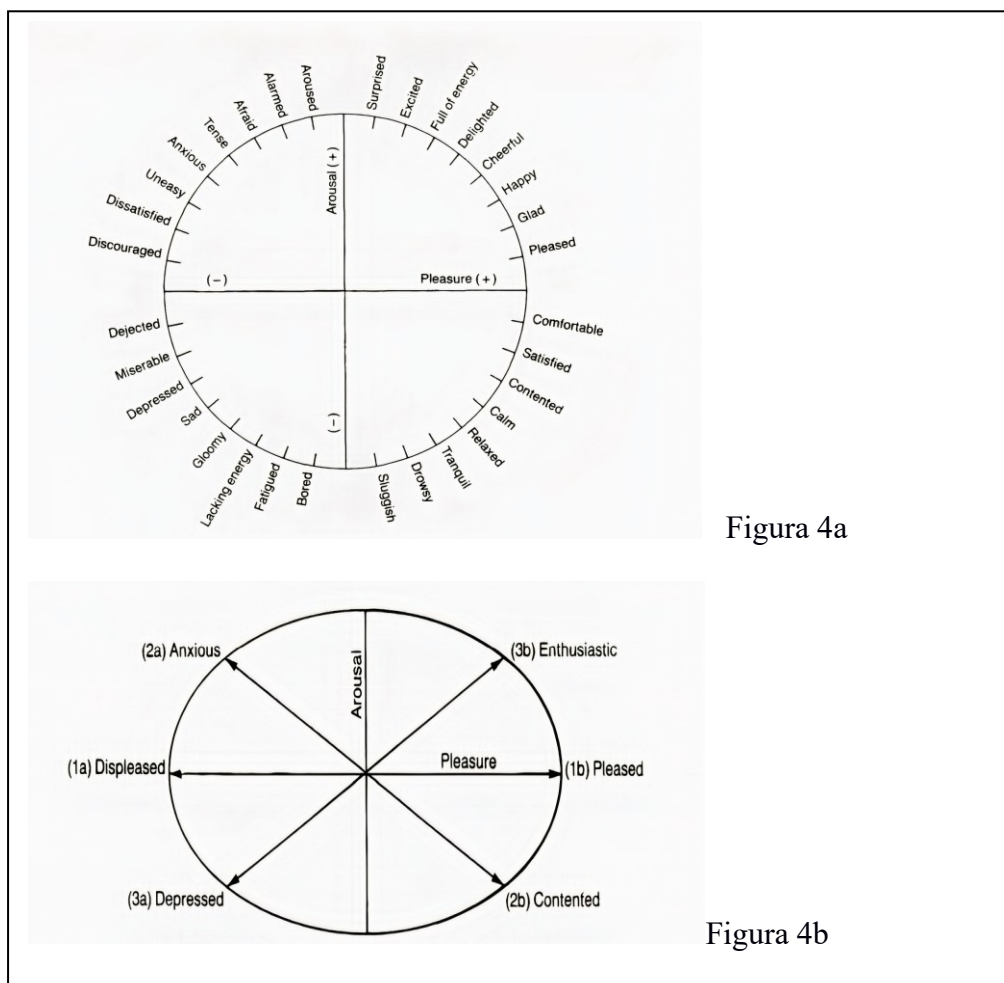 Surprised
Excited
Full of energy
Delighted
Cheerful
Happy
Glad
Pleased
Comfortable
Satisfied
Contented
Calm
Relaxed
Tranquil
Drowsy
Sluggish
Bored
Fatigued
Lacking energy
Gloomy
Sad
Depressed
Miserable
Dejected
Discouraged
Dissatisfied
Uneasy
Anxious
Tense
Afraid
Alarmed
Aroused
Arousal (+)
(–)
Pleasure (+)
(–)
Figura 4a
(2a) Anxious
Arousal
(3b) Enthusiastic
(1a) Displeased
Pleasure
(1b) Pleased
(3a) Depressed
(2b) Contented
Figura 4b